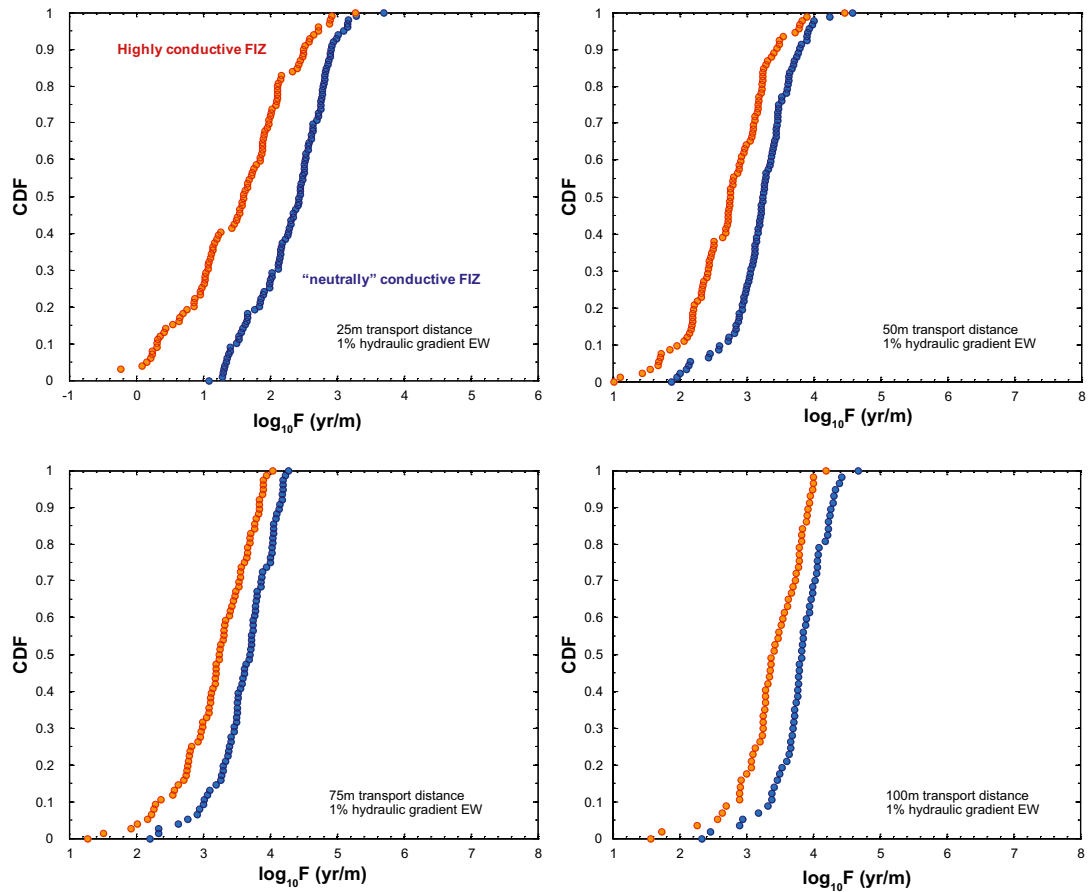 1
0.9
0.8
0.7
0.6
0.5
0.4
0.3
0.2
0.1
0
CDF
Highly conductive FIZ
“neutrally” conductive FIZ
25m transport distance
1% hydraulic gradient EW
-1 0 1 2 3 4 5 6
log10F (yr/m)
1
0.9
0.8
0.7
0.6
0.5
0.4
0.3
0.2
0.1
0
CDF
50m transport distance
1% hydraulic gradient EW
1 2 3 4 5 6 7 8
log10F (yr/m)
1
0.9
0.8
0.7
0.6
0.5
0.4
0.3
0.2
0.1
0
CDF
75m transport distance
1% hydraulic gradient EW
1 2 3 4 5 6 7 8
log10F (yr/m)
1
0.9
0.8
0.7
0.6
0.5
0.4
0.3
0.2
0.1
0
CDF
100m transport distance
1% hydraulic gradient EW
1 2 3 4 5 6 7 8
log10F (yr/m)